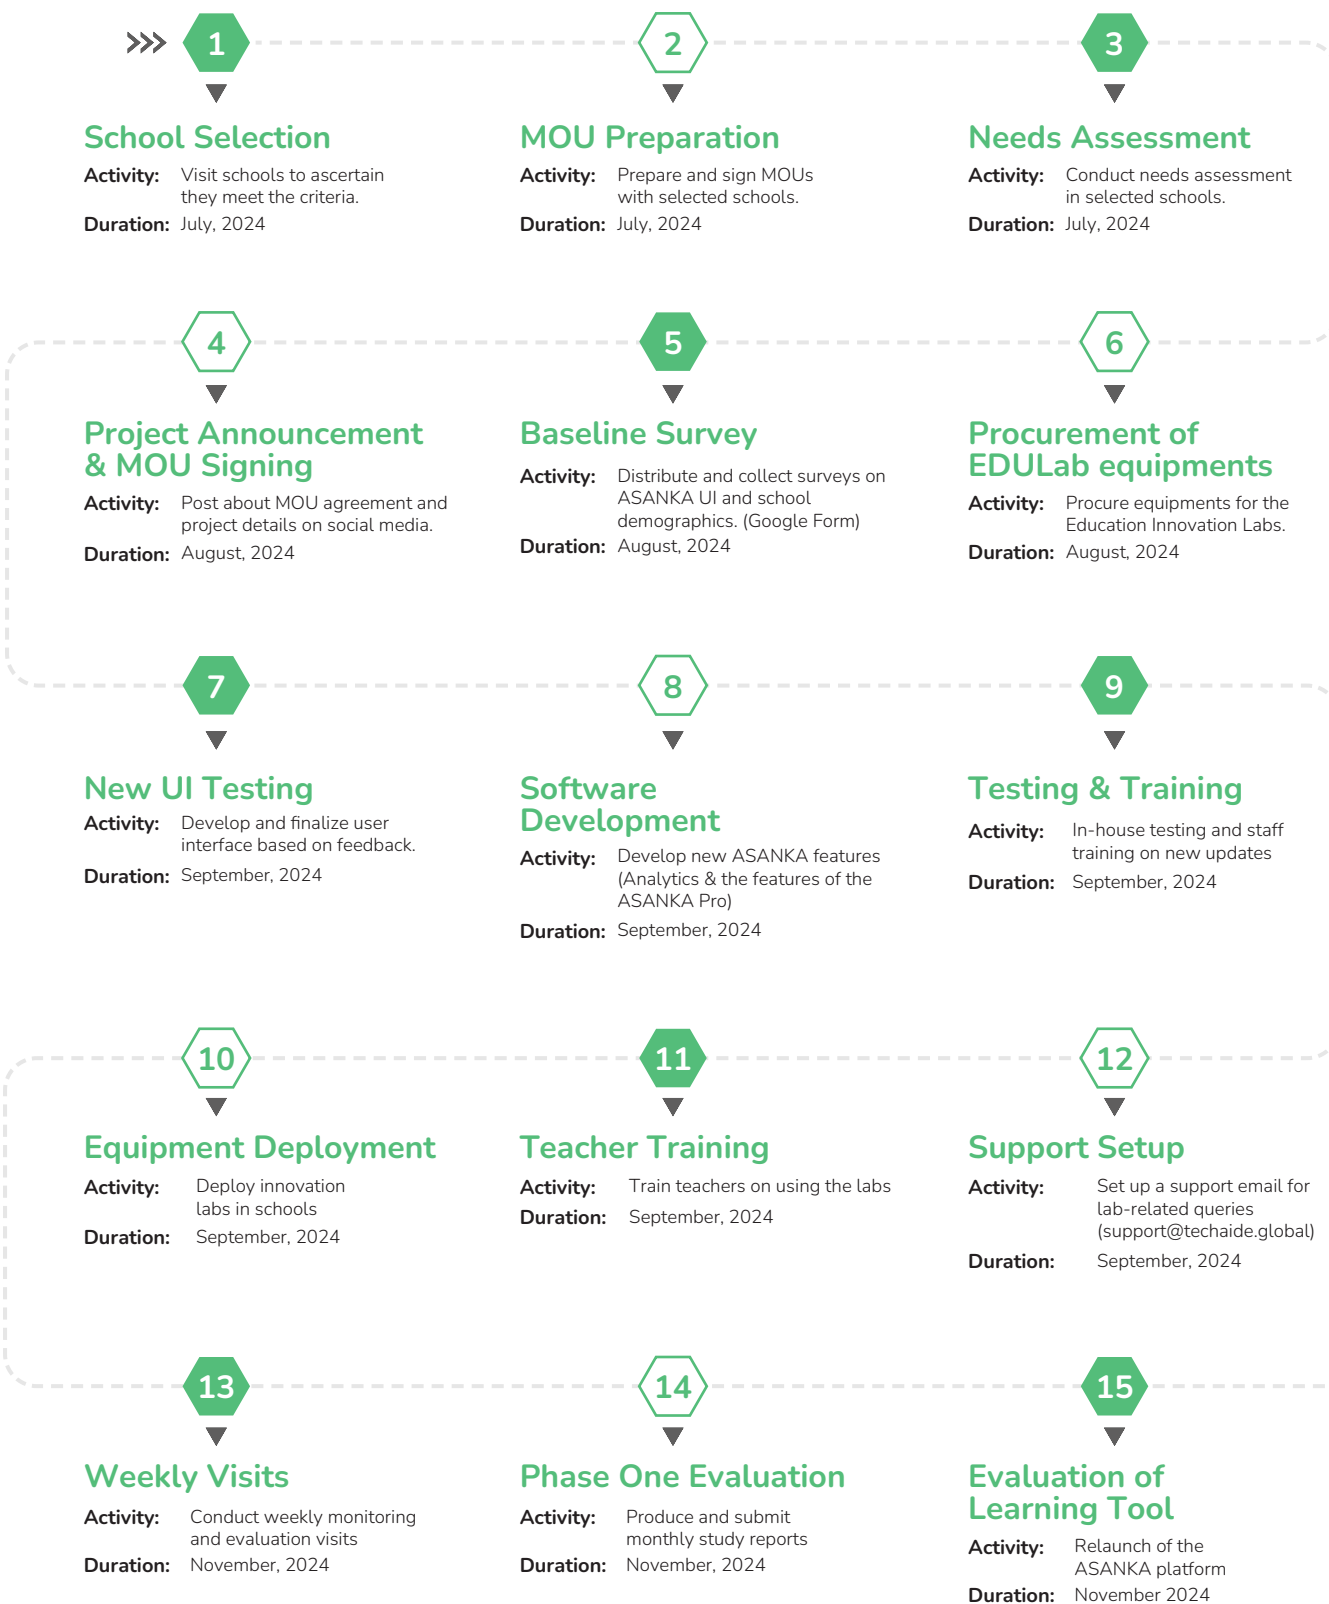 1
School Selection
Activity: Visit schools to ascertain
they meet the criteria.
Duration: July, 2024
2
MOU Preparation
Activity: Prepare and sign MOUs
with selected schools.
Duration: July, 2024
3
Needs Assessment
Activity: Conduct needs assessment
in selected schools.
Duration: July, 2024
4
Project Announcement
& MOU Signing
Activity: Post about MOU agreement and
project details on social media.
Duration: August, 2024
5
Baseline Survey
Activity: Distribute and collect surveys on
ASANKA UI and school
demographics. (Google Form)
Duration: August, 2024
6
Procurement of
EDULab equipments
Activity: Procure equipments for the
Education Innovation Labs.
Duration: August, 2024
7
New UI Testing
Activity: Develop and finalize user
interface based on feedback.
Duration: September, 2024
8
Software
Development
Activity: Develop new ASANKA features
(Analytics & the features of the
ASANKA Pro)
Duration: September, 2024
9
Testing & Training
Activity: In-house testing and staff
training on new updates
Duration: September, 2024
10
Equipment Deployment
Activity: Deploy innovation
labs in schools
Duration: September, 2024
11
Teacher Training
Activity: Train teachers on using the labs
Duration: September, 2024
12
Support Setup
Activity: Set up a support email for
lab-related queries
(support@techaide.global)
Duration: September, 2024
13
Weekly Visits
Activity: Conduct weekly monitoring
and evaluation visits
Duration: November, 2024
14
Phase One Evaluation
Activity: Produce and submit
monthly study reports
Duration: November, 2024
15
Evaluation of
Learning Tool
Activity: Relaunch of the
ASANKA platform
Duration: November 2024